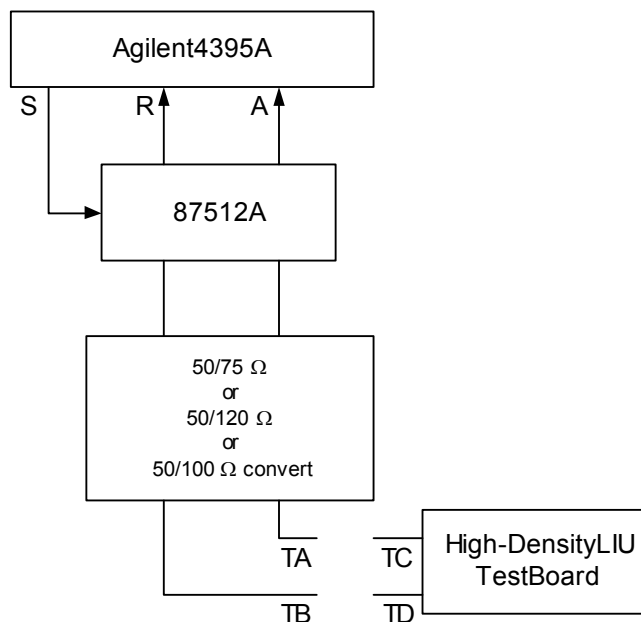 Agilent4395A
S
R
A
87512A
50/75 Ω
or
50/120 Ω
or
50/100 Ω convert
TA
TC
High-DensityLIU
TestBoard
TB
TD